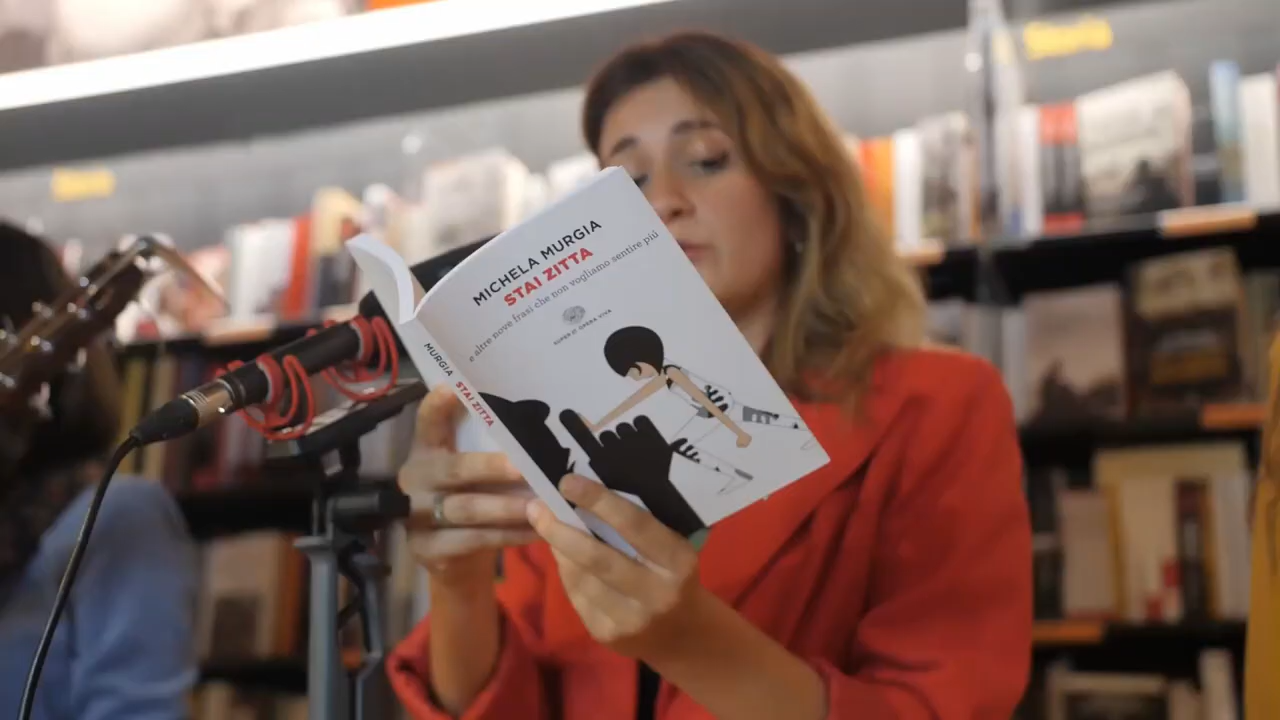 MICHELA MURGIA
STAI ZITTA
e altre nove frasi che non vogliamo sentire più
SUPER ET OPERA VIVA
MURGIA STAI ZITTA